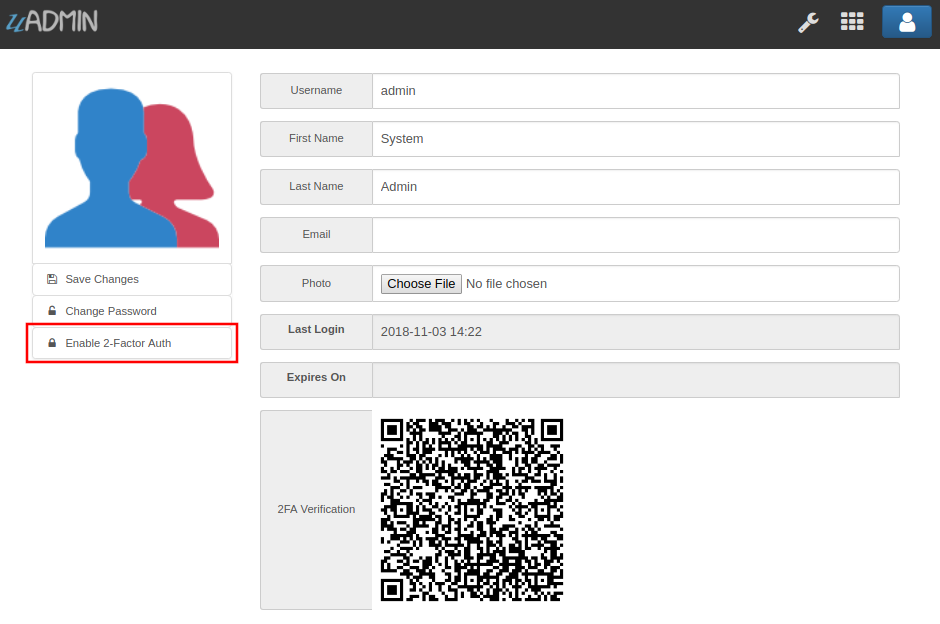 uADMIN
Username admin
First Name System
Last Name Admin
Email
Photo Choose File No file chosen
Save Changes
Change Password
Enable 2-Factor Auth
Last Login 2018-11-03 14:22
Expires On
2FA Verification